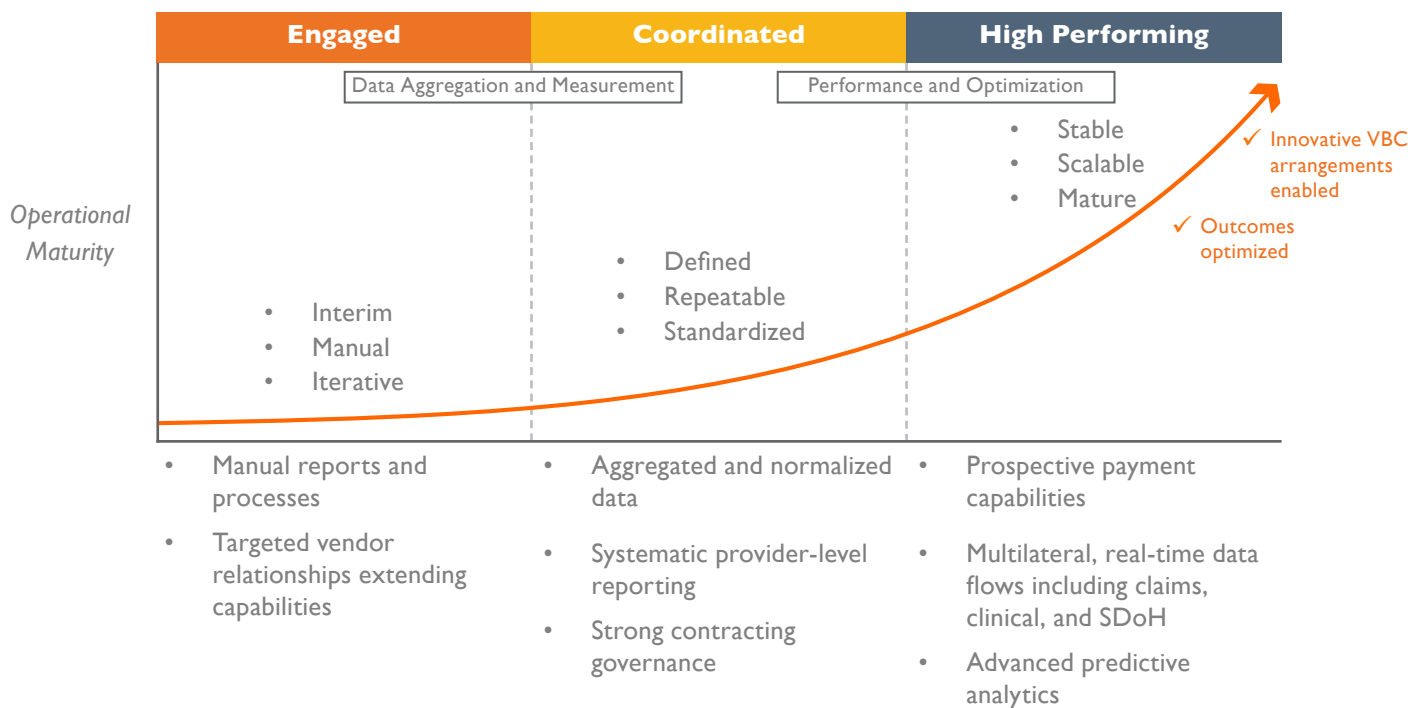 Engaged
Coordinated
High Performing
Data Aggregation and Measurement
Performance and Optimization
Operational
Maturity
• Interim
• Manual
• Iterative
• Defined
• Repeatable
• Standardized
• Stable
• Scalable
• Mature
✓ Innovative VBC
arrangements
enabled
✓ Outcomes
optimized
• Manual reports and
processes
• Targeted vendor
relationships extending
capabilities
• Aggregated and normalized
data
• Systematic provider-level
reporting
• Strong contracting
governance
• Prospective payment
capabilities
• Multilateral, real-time data
flows including claims,
clinical, and SDoH
• Advanced predictive
analytics